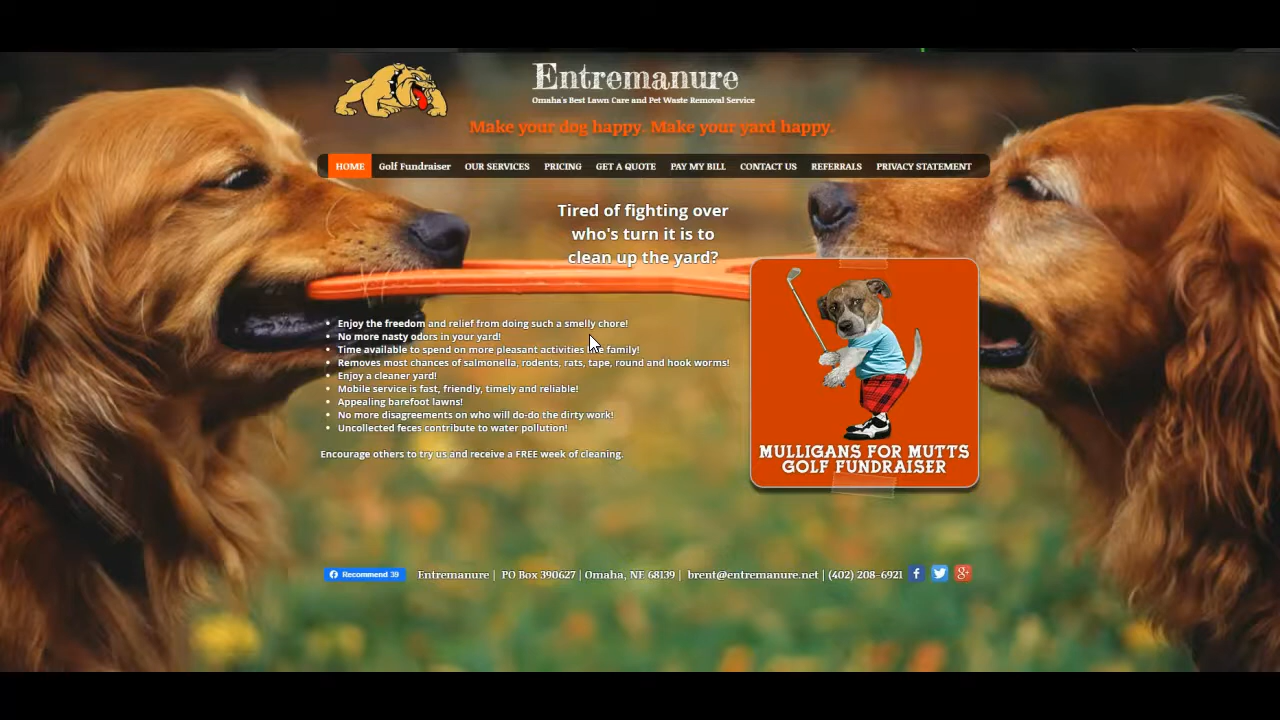 Entremanure
Omaha's Best Lawn Care and Pet Waste Removal Service
Make your dog happy. Make your yard happy.
HOME Golf Fundraiser OUR SERVICES PRICING GET A QUOTE PAY MY BILL CONTACT US REFERRALS PRIVACY STATEMENT
Tired of fighting over
who's turn it is to
clean up the yard?
• Enjoy the freedom and relief from doing such a smelly chore!
• No more nasty odors in your yard!
• Time available to spend on more pleasant activities like family!
• Removes most chances of salmonella, rodents, rats, tape, round and hook worms!
• Enjoy a cleaner yard!
• Mobile service is fast, friendly, timely and reliable!
• Appealing barefoot lawns!
• No more disagreements on who will do-do the dirty work!
• Uncollected feces contribute to water pollution!
Encourage others to try us and receive a FREE week of cleaning.
MULLIGANS FOR MUTTS
GOLF FUNDRAISER
Recommend 39
Entremanure | PO Box 390627 | Omaha, NE 68139 | brent@entremanure.net | (402) 208-6921